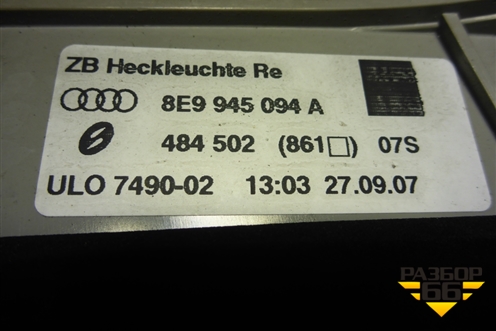 ZB Heckleuchte Re
8E9 945 094 A
484 502 (861□) 07S
ULO 7490-02 13:03 27.09.07
РАЗБОР
66